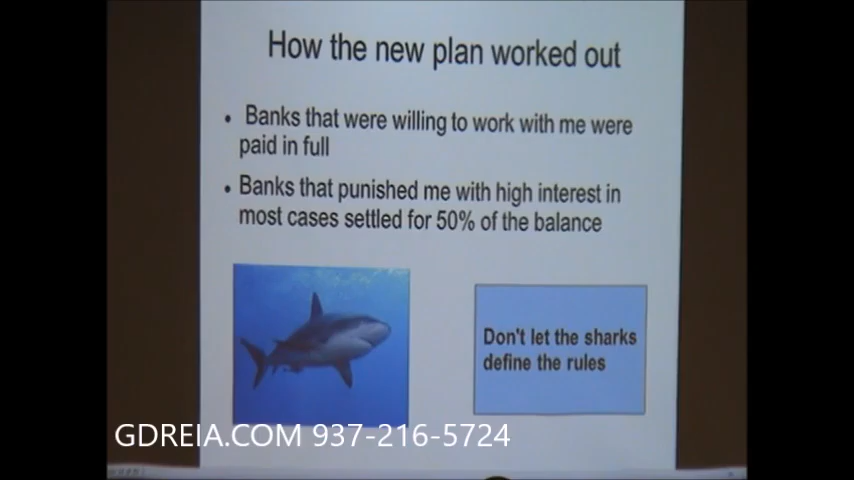 How the new plan worked out
• Banks that were willing to work with me were
paid in full
• Banks that punished me with high interest in
most cases settled for 50% of the balance
Don't let the sharks
define the rules
GDREIA.COM 937-216-5724